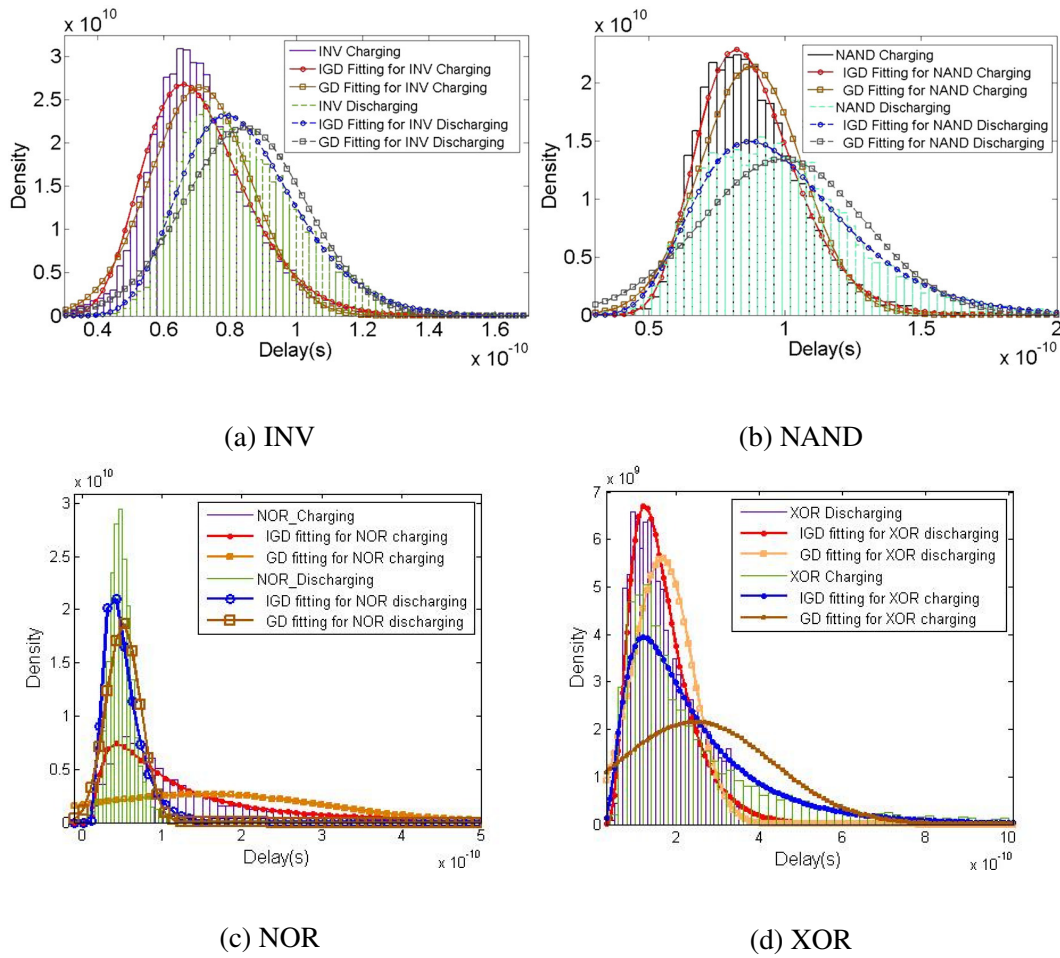 x 10^10
3
2.5
2
1.5
1
0.5
0
Density
INV Charging
IGD Fitting for INV Charging
GD Fitting for INV Charging
INV Discharging
IGD Fitting for INV Discharging
GD Fitting for INV Discharging
0.4 0.6 0.8 1 1.2 1.4 1.6
Delay(s)
x 10^-10
(a) INV
x 10^10
2
1.5
1
0.5
0
Density
NAND Charging
IGD Fitting for NAND Charging
GD Fitting for NAND Charging
NAND Discharging
IGD Fitting for NAND Discharging
GD Fitting for NAND Discharging
0.5 1 1.5 2
Delay(s)
x 10^-10
(b) NAND
x 10^10
3
2.5
2
1.5
1
0.5
0
Density
NOR_Charging
IGD fitting for NOR charging
GD fitting for NOR charging
NOR_Discharging
IGD fitting for NOR discharging
GD fitting for NOR discharging
0 1 2 3 4 5
Delay(s)
x 10^-10
(c) NOR
x 10^9
7
6
5
4
3
2
1
0
Density
XOR Discharging
IGD fitting for XOR discharging
GD fitting for XOR discharging
XOR Charging
IGD fitting for XOR charging
GD fitting for XOR charging
2 4 6 8 10
Delay(s)
x 10^-10
(d) XOR